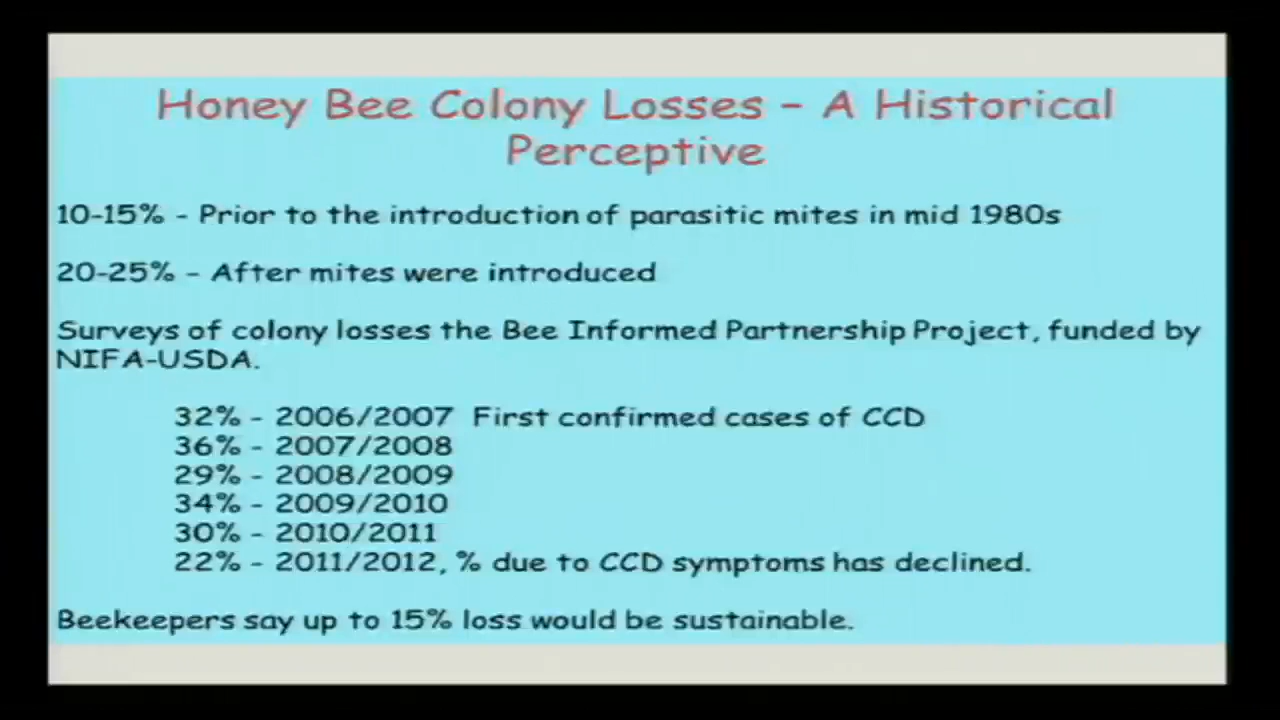 Honey Bee Colony Losses – A Historical
Perceptive
10-15% - Prior to the introduction of parasitic mites in mid 1980s
20-25% - After mites were introduced
Surveys of colony losses the Bee Informed Partnership Project, funded by
NIFA-USDA.
32% - 2006/2007 First confirmed cases of CCD
36% - 2007/2008
29% - 2008/2009
34% - 2009/2010
30% - 2010/2011
22% - 2011/2012, % due to CCD symptoms has declined.
Beekeepers say up to 15% loss would be sustainable.